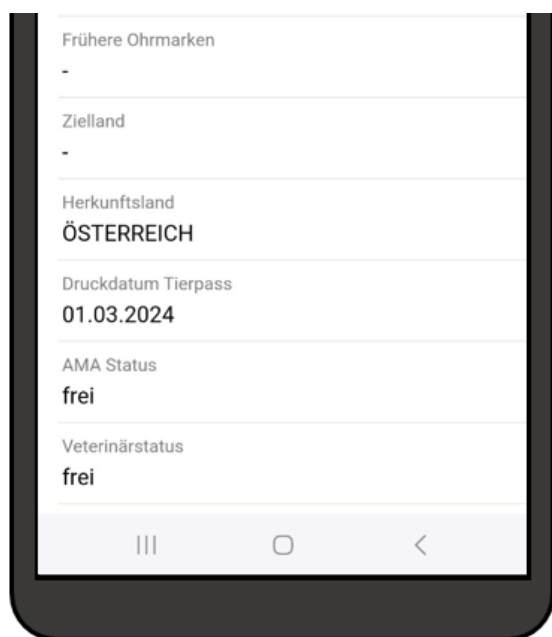 Frühere Ohrmarken
-
Zielland
-
Herkunftsland
ÖSTERREICH
Druckdatum Tierpass
01.03.2024
AMA Status
frei
Veterinärstatus
frei